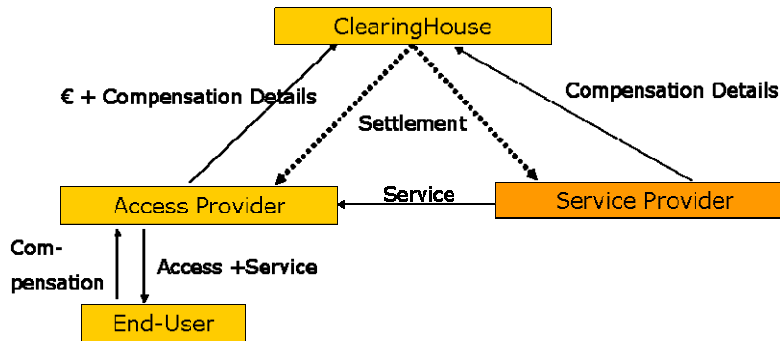 ClearingHouse
€ + Compensation Details
Compensation Details
Settlement
Access Provider
Service
Service Provider
Com-
pensation
Access +Service
End-User